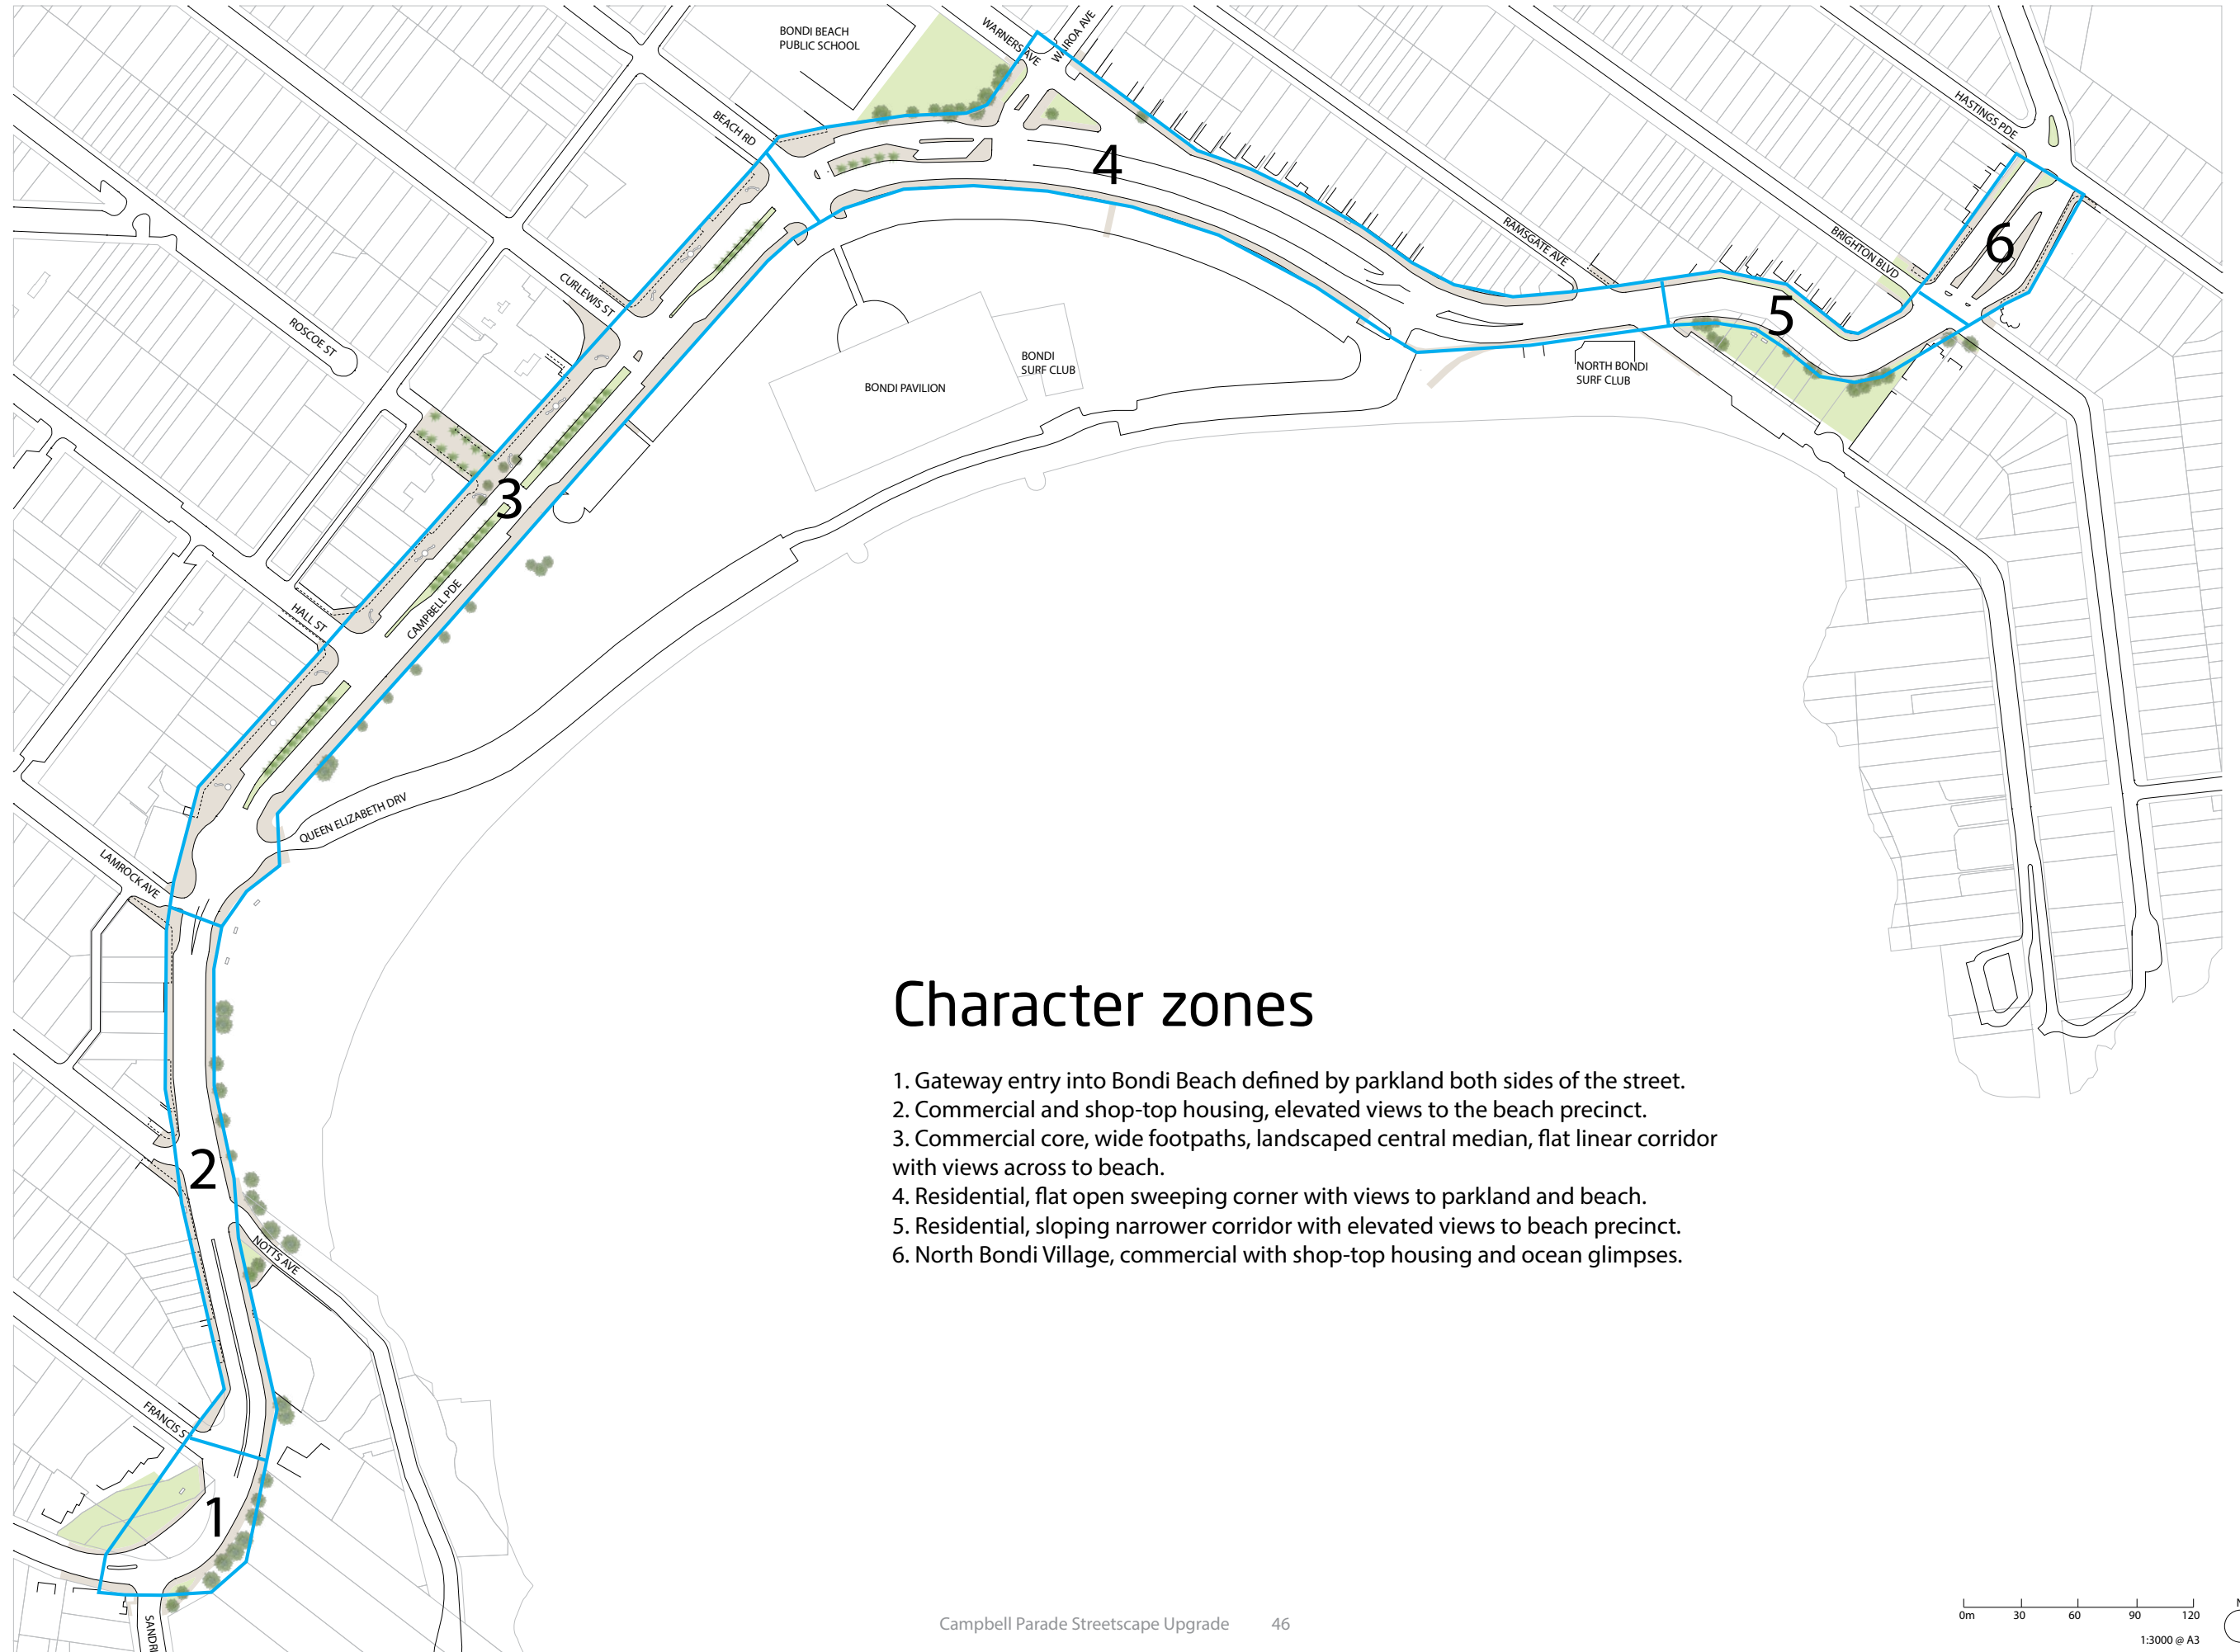 BONDI BEACH
PUBLIC SCHOOL
WARNERS AVE
WAIROA AVE
HASTINGS PDE
BEACH RD
4
6
RAMSGATE AVE
BRIGHTON BLVD
CURLEWIS ST
5
ROSCOE ST
BONDI
SURF CLUB
BONDI PAVILION
NORTH BONDI
SURF CLUB
3
CAMPBELL PDE
HALL ST
QUEEN ELIZABETH DRV
LAMROCK AVE
Character zones
1. Gateway entry into Bondi Beach defined by parkland both sides of the street.
2. Commercial and shop-top housing, elevated views to the beach precinct.
3. Commercial core, wide footpaths, landscaped central median, flat linear corridor
with views across to beach.
4. Residential, flat open sweeping corner with views to parkland and beach.
5. Residential, sloping narrower corridor with elevated views to beach precinct.
6. North Bondi Village, commercial with shop-top housing and ocean glimpses.
2
NOTTS AVE
FRANCIS S
1
Campbell Parade Streetscape Upgrade 46
0m 30 60 90 120
1:3000 @ A3